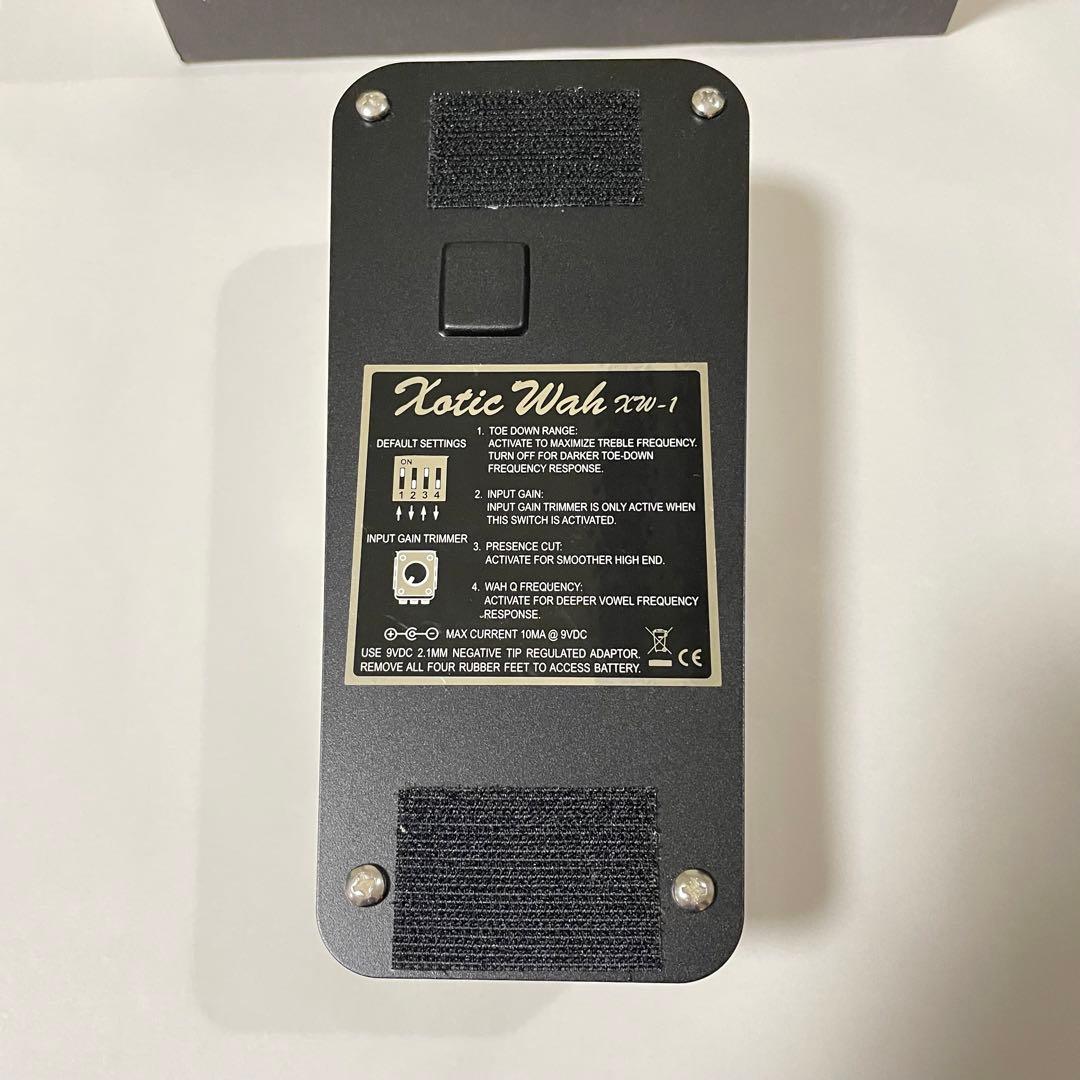 Xotic Wah XW-1
DEFAULT SETTINGS
ON
1 2 3 4
INPUT GAIN TRIMMER
1. TOE DOWN RANGE:
ACTIVATE TO MAXIMIZE TREBLE FREQUENCY.
TURN OFF FOR DARKER TOE-DOWN
FREQUENCY RESPONSE.
2. INPUT GAIN:
INPUT GAIN TRIMMER IS ONLY ACTIVE WHEN
THIS SWITCH IS ACTIVATED.
3. PRESENCE CUT:
ACTIVATE FOR SMOOTHER HIGH END.
4. WAH Q FREQUENCY:
ACTIVATE FOR DEEPER VOWEL FREQUENCY
RESPONSE.
MAX CURRENT 10MA @ 9VDC
USE 9VDC 2.1MM NEGATIVE TIP REGULATED ADAPTOR.
REMOVE ALL FOUR RUBBER FEET TO ACCESS BATTERY.
CE